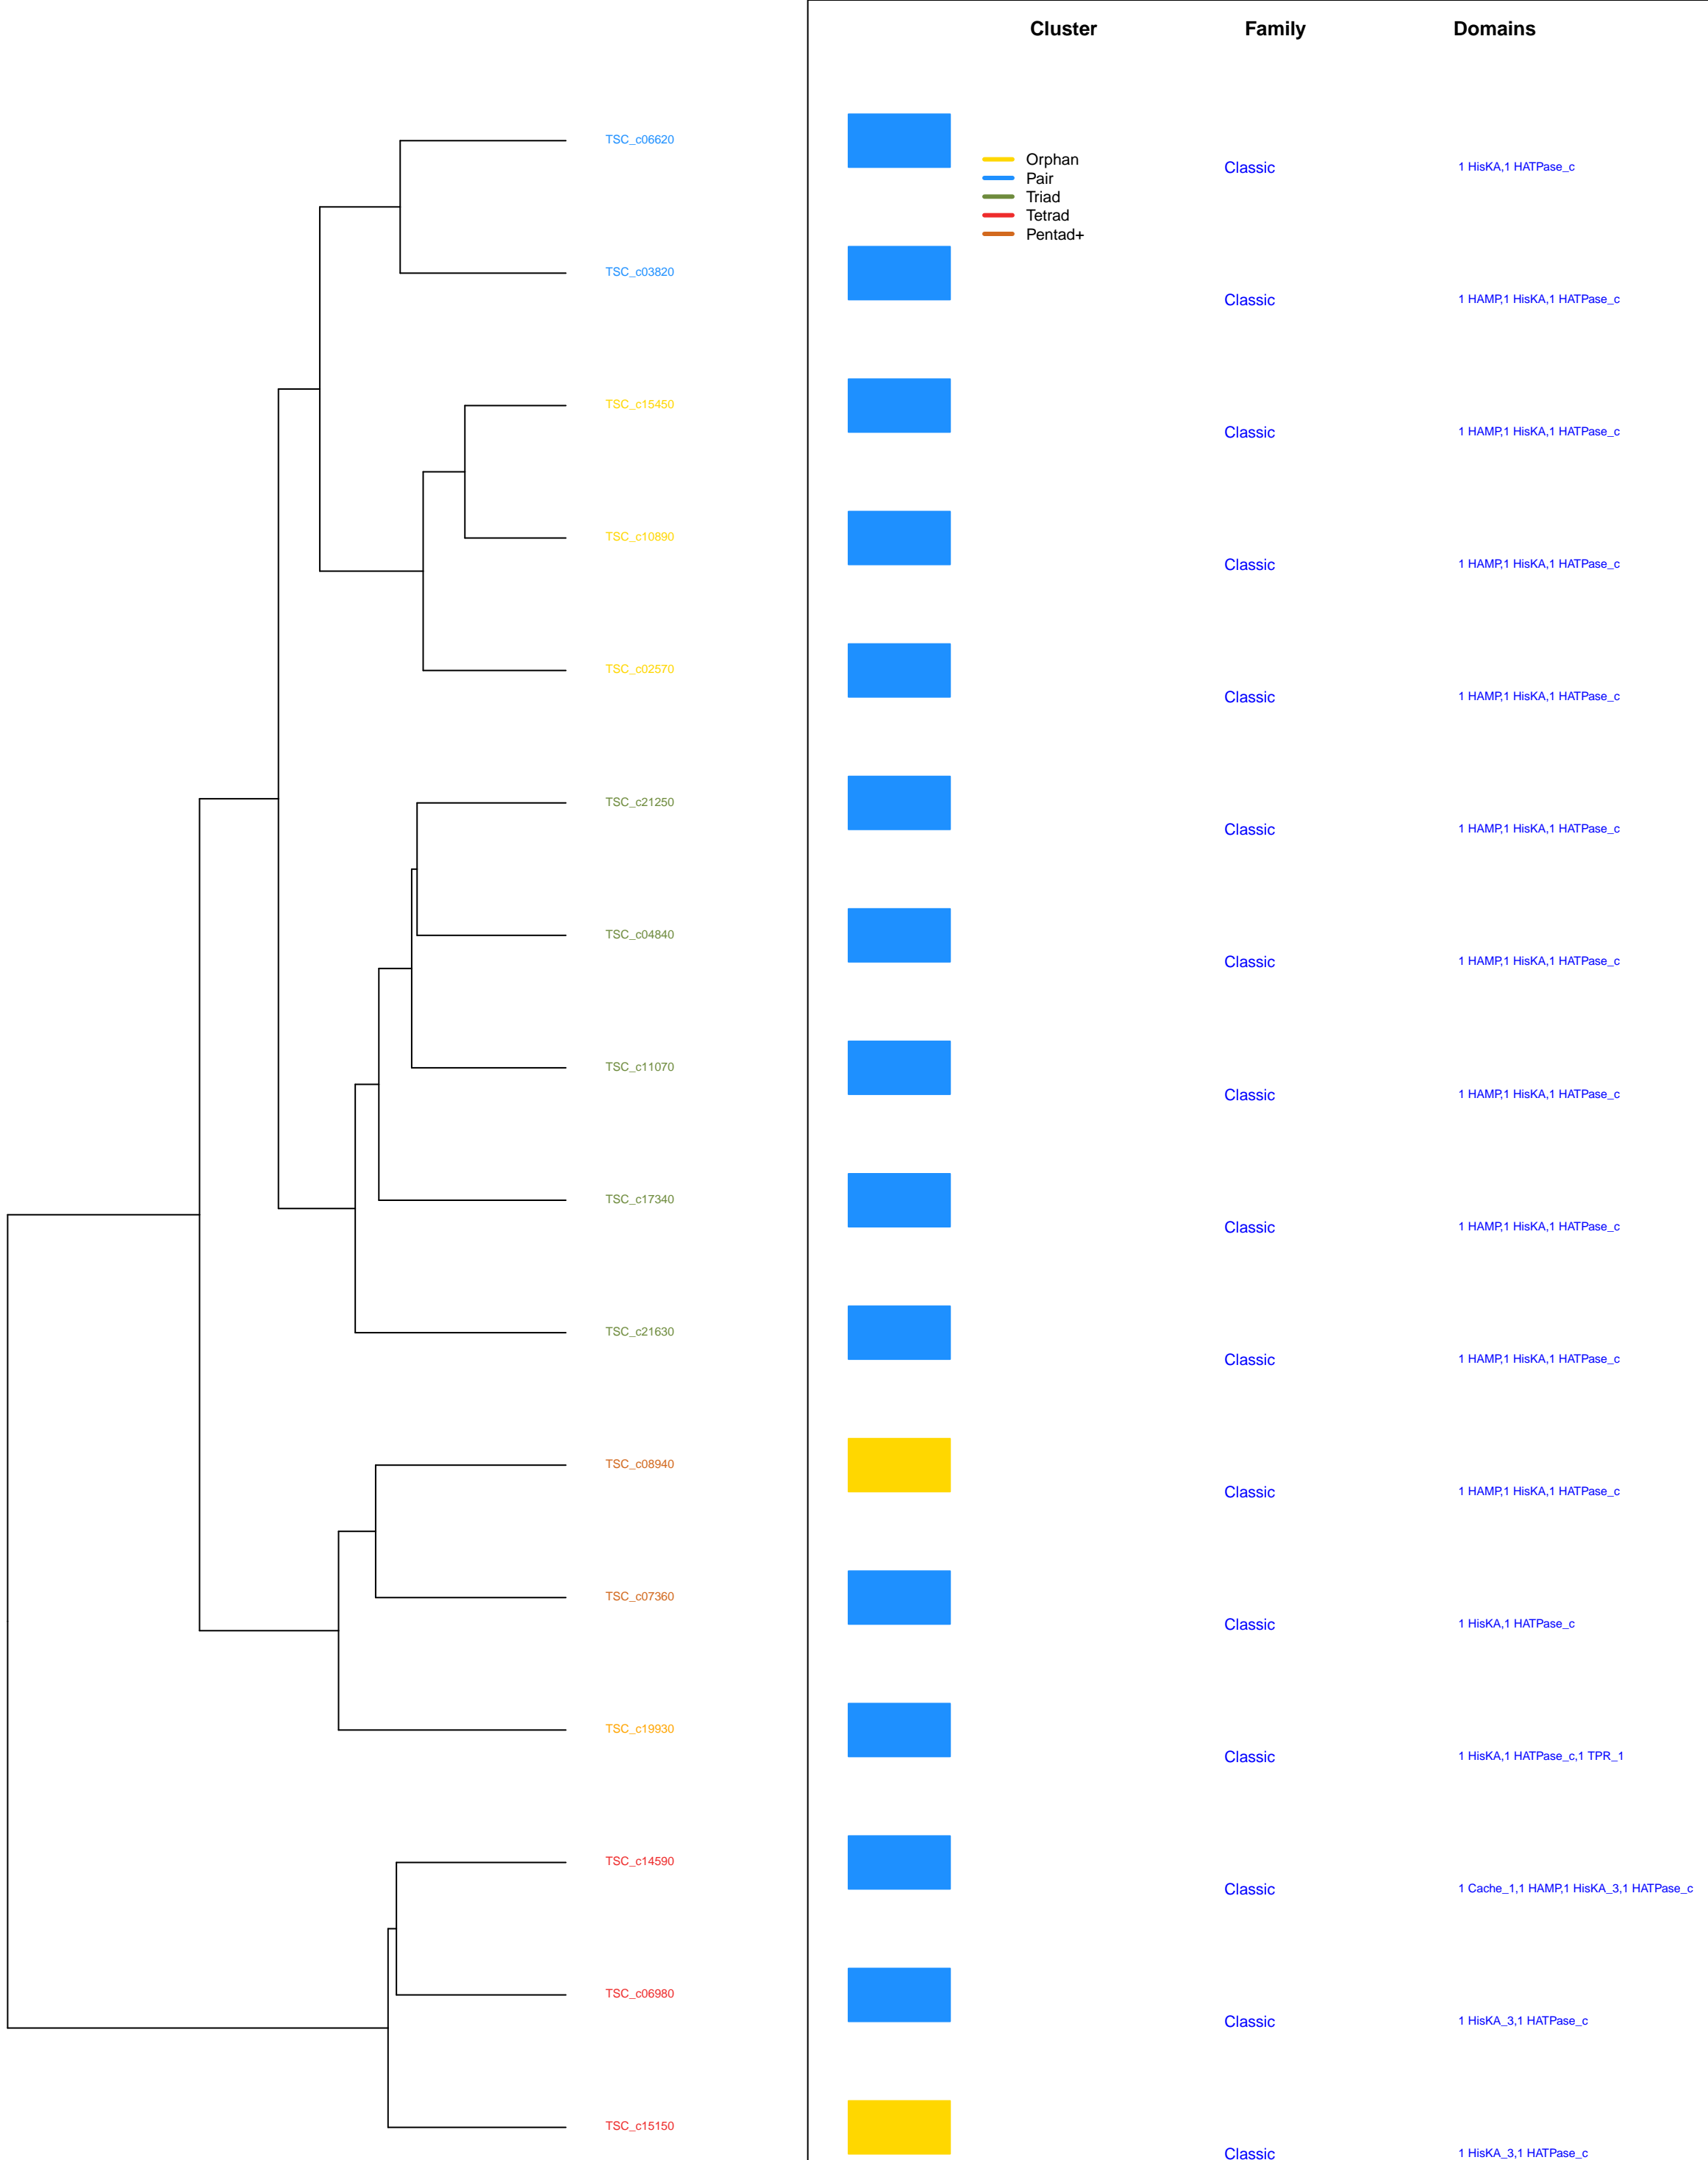 Cluster Family Domains
TSC_c06620
Orphan
Pair
Triad
Tetrad
Pentad+
Classic 1 HisKA,1 HATPase_c
TSC_c03820
Classic 1 HAMP,1 HisKA,1 HATPase_c
TSC_c15450
Classic 1 HAMP,1 HisKA,1 HATPase_c
TSC_c10890
Classic 1 HAMP,1 HisKA,1 HATPase_c
TSC_c02570
Classic 1 HAMP,1 HisKA,1 HATPase_c
TSC_c21250
Classic 1 HAMP,1 HisKA,1 HATPase_c
TSC_c04840
Classic 1 HAMP,1 HisKA,1 HATPase_c
TSC_c11070
Classic 1 HAMP,1 HisKA,1 HATPase_c
TSC_c17340
Classic 1 HAMP,1 HisKA,1 HATPase_c
TSC_c21630
Classic 1 HAMP,1 HisKA,1 HATPase_c
TSC_c08940
Classic 1 HAMP,1 HisKA,1 HATPase_c
TSC_c07360
Classic 1 HisKA,1 HATPase_c
TSC_c19930
Classic 1 HisKA,1 HATPase_c,1 TPR_1
TSC_c14590
Classic 1 Cache_1,1 HAMP,1 HisKA_3,1 HATPase_c
TSC_c06980
Classic 1 HisKA_3,1 HATPase_c
TSC_c15150
Classic 1 HisKA_3,1 HATPase_c